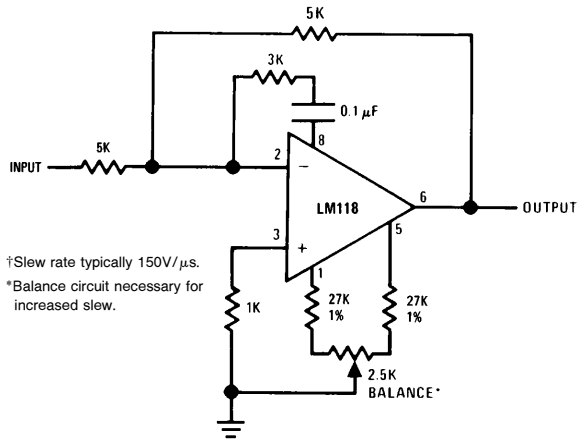 5K
3K
0.1 μF
8
5K
INPUT
2
−
LM118
6
OUTPUT
5
3
+
†Slew rate typically 150V/μs.
*Balance circuit necessary for
increased slew.
1
1K
27K
1%
27K
1%
2.5K
BALANCE*